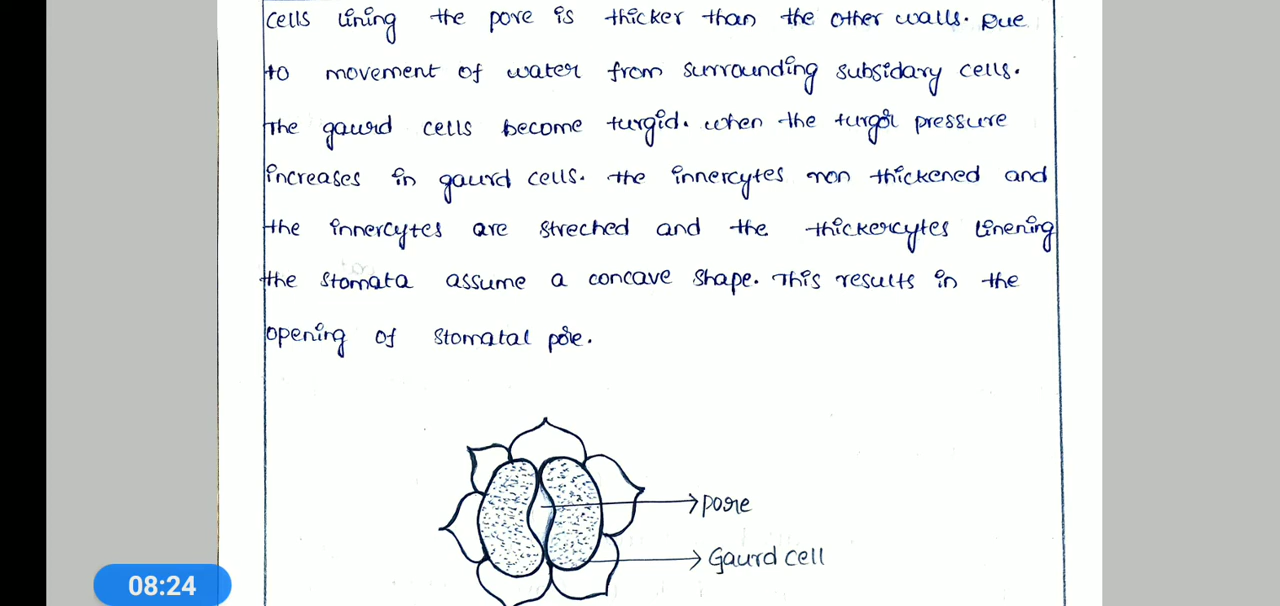 cells lining the pore is thicker than the other walls. Due
to movement of water from surrounding subsidary cells.
The gaurd cells become turgid. when the turgor pressure
increases in gaurd cells. the innercytes non thickened and
the innercytes are streched and the thickercytes linening
the stomata assume a concave shape. This results in the
opening of stomatal pore.
pore
Gaurd cell
08:24